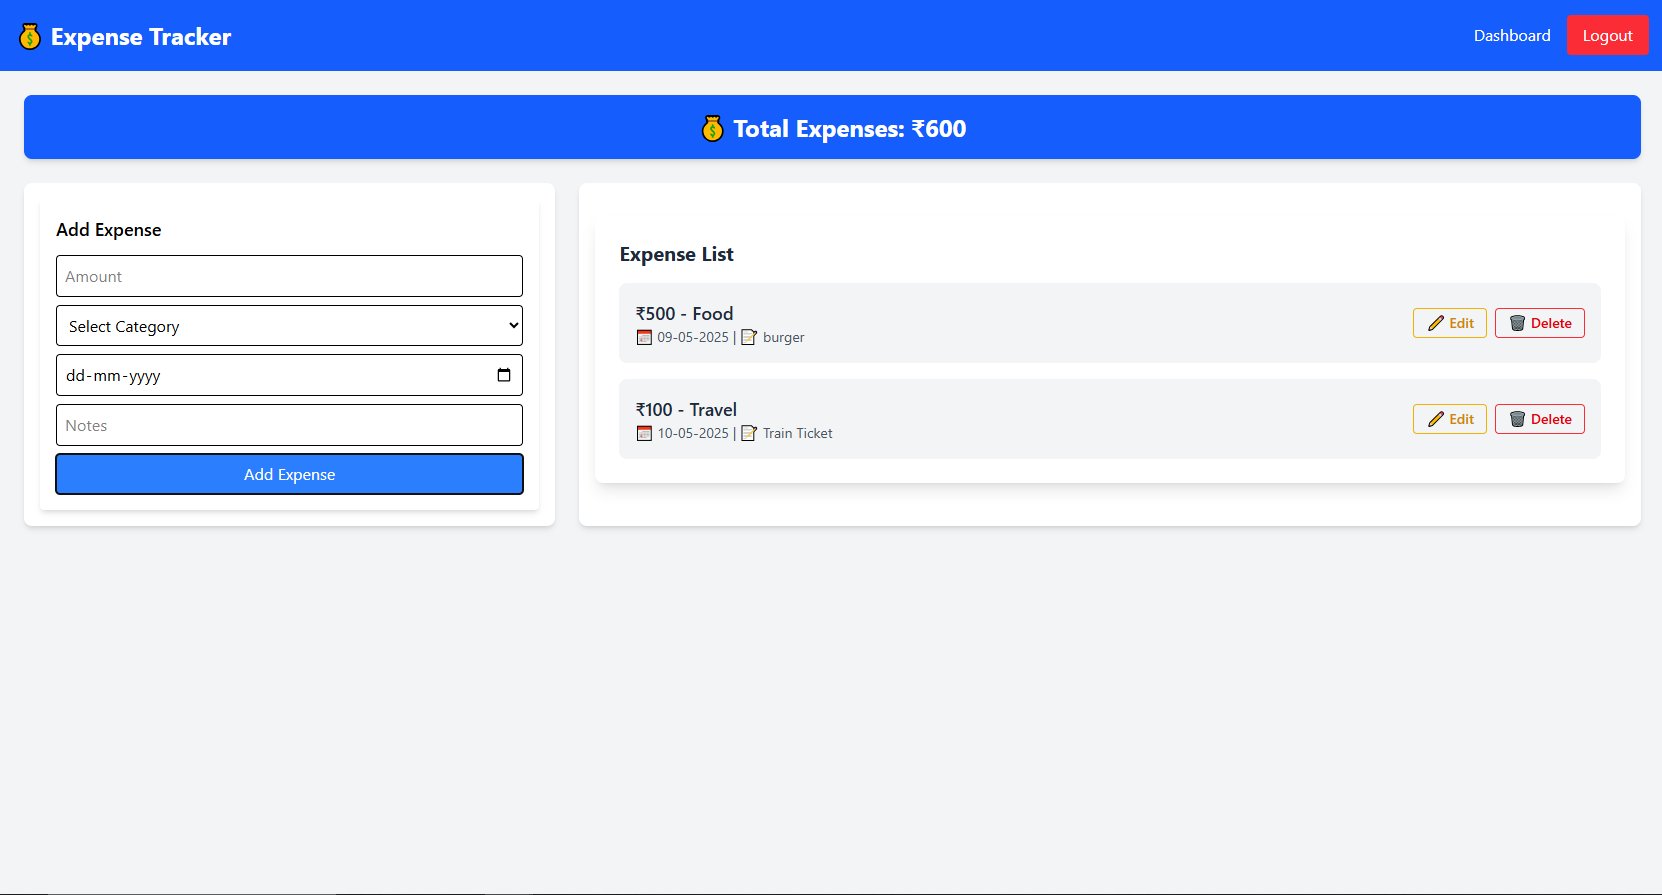 Expense Tracker
Dashboard
Logout
Total Expenses: ₹600
Add Expense
Amount
Select Category
dd-mm-yyyy
Notes
Add Expense
Expense List
₹500 - Food
09-05-2025 | burger
Edit
Delete
₹100 - Travel
10-05-2025 | Train Ticket
Edit
Delete